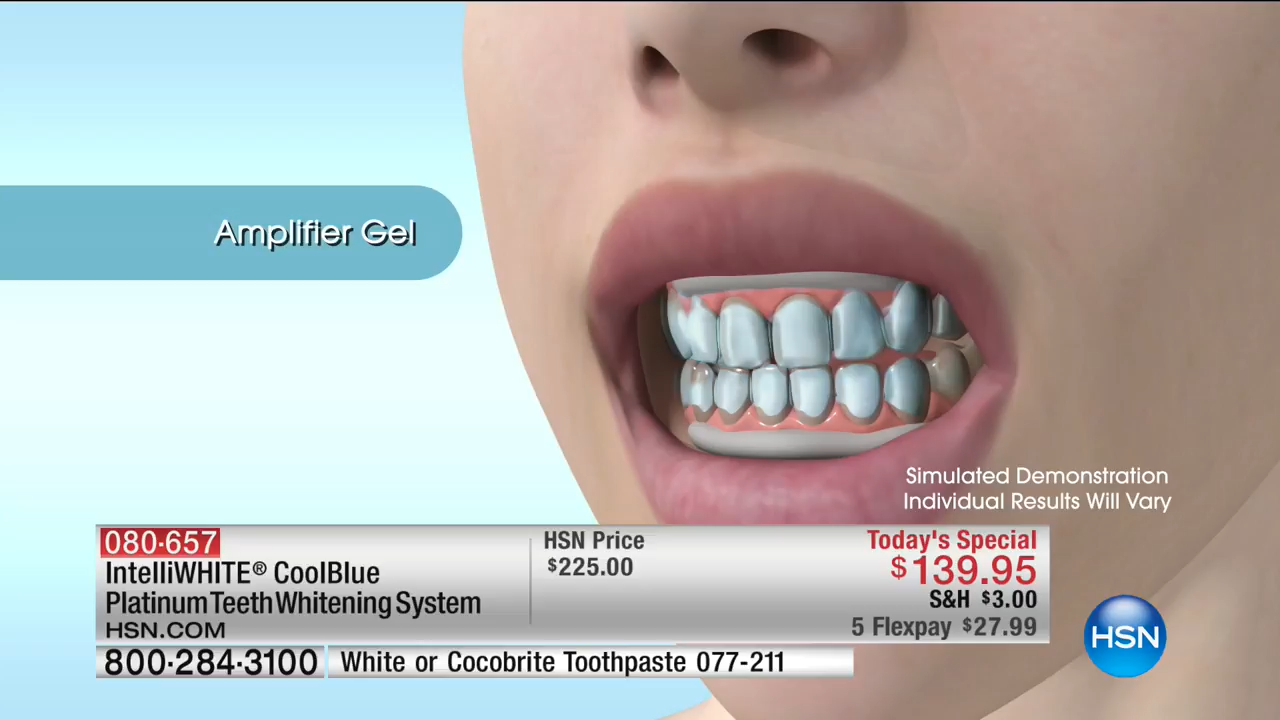 Amplifier Gel
Simulated Demonstration
Individual Results Will Vary
080-657
IntelliWHITE® CoolBlue
Platinum Teeth Whitening System
HSN.COM
HSN Price
$225.00
Today's Special
$139.95
S&H $3.00
5 Flexpay $27.99
HSN
800·284·3100
White or Cocobrite Toothpaste 077-211